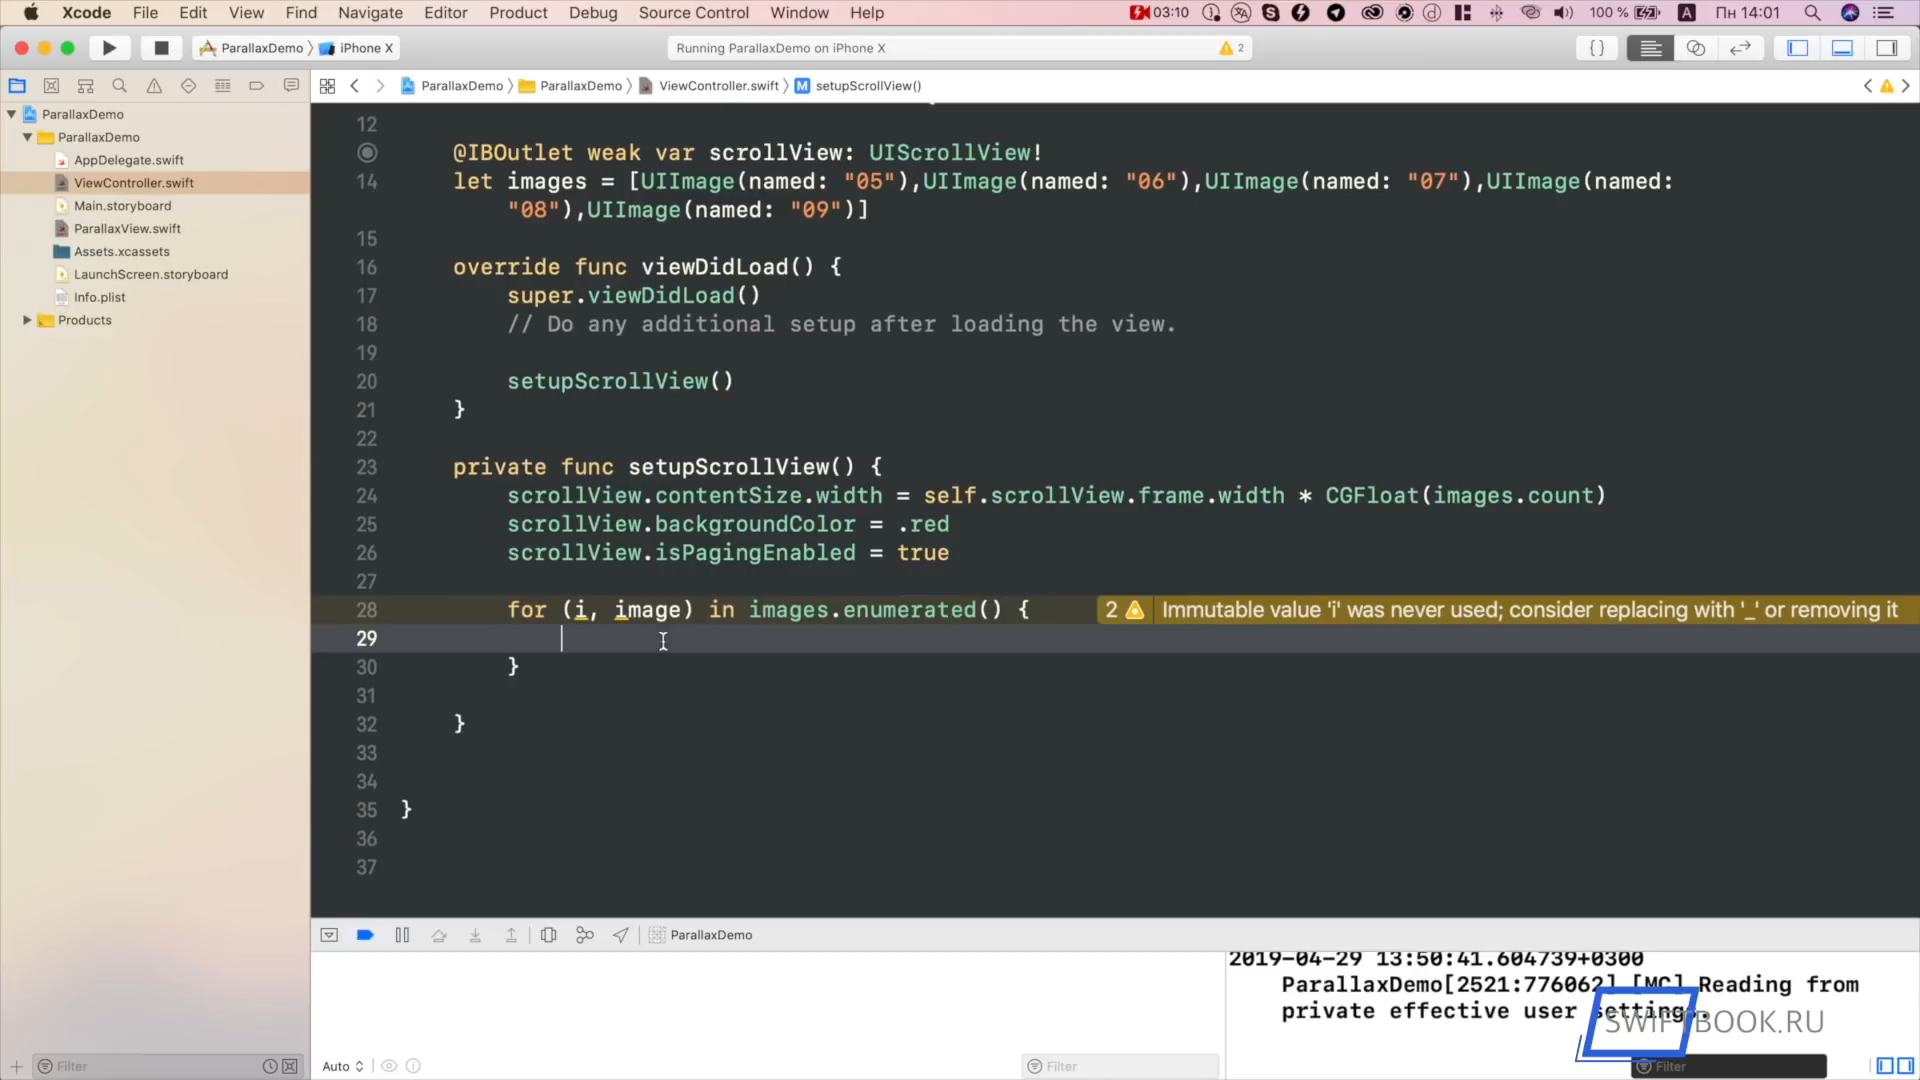 Xcode File Edit View Find Navigate Editor Product Debug Source Control Window Help 03:10 100 % A Пн 14:01
ParallaxDemo iPhone X Running ParallaxDemo on iPhone X 2
ParallaxDemo ParallaxDemo ViewController.swift M setupScrollView()
ParallaxDemo
ParallaxDemo
AppDelegate.swift
ViewController.swift
Main.storyboard
ParallaxView.swift
Assets.xcassets
LaunchScreen.storyboard
Info.plist
Products
12
@IBOutlet weak var scrollView: UIScrollView!
14 let images = [UIImage(named: "05"),UIImage(named: "06"),UIImage(named: "07"),UIImage(named:
"08"),UIImage(named: "09")]
15
16 override func viewDidLoad() {
17 super.viewDidLoad()
18 // Do any additional setup after loading the view.
19
20 setupScrollView()
21 }
22
23 private func setupScrollView() {
24 scrollView.contentSize.width = self.scrollView.frame.width * CGFloat(images.count)
25 scrollView.backgroundColor = .red
26 scrollView.isPagingEnabled = true
27
28 for (i, image) in images.enumerated() { 2 Immutable value 'i' was never used; consider replacing with '_' or removing it
29
30 }
31
32 }
33
34
35 }
36
37
ParallaxDemo
2019-04-29 13:50:41.604739+0300
ParallaxDemo[2521:776062] [MC] Reading from
private effective user settings.
SWIFTBOOK.RU
Filter Auto Filter Filter